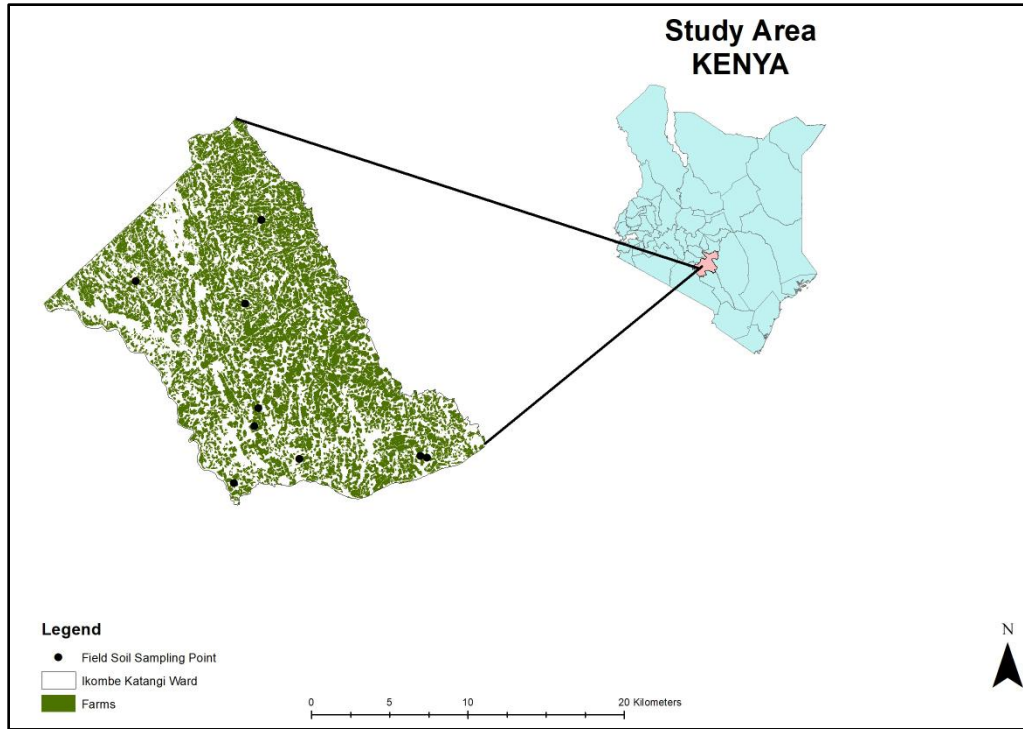 Study Area
KENYA
Legend
Field Soil Sampling Point
Ikombe Katangi Ward
Farms
0 5 10 20 Kilometers
N